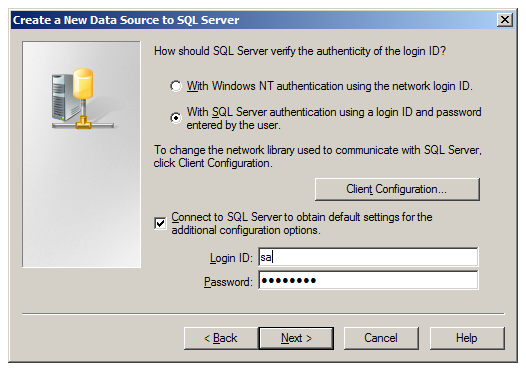 Create a New Data Source to SQL Server
How should SQL Server verify the authenticity of the login ID?
With Windows NT authentication using the network login ID.
With SQL Server authentication using a login ID and password
entered by the user.
To change the network library used to communicate with SQL Server,
click Client Configuration.
Client Configuration...
Connect to SQL Server to obtain default settings for the
additional configuration options.
Login ID: sa
Password: ●●●●●●●●
< Back Next > Cancel Help